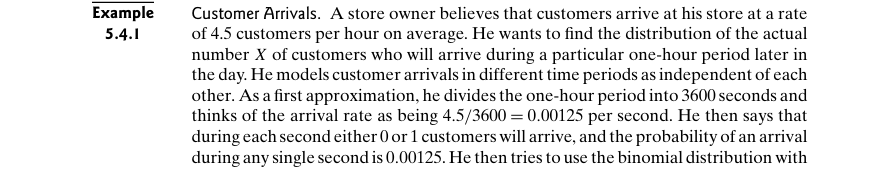 Example
5.4.1
Customer Arrivals. A store owner believes that customers arrive at his store at a rate
of 4.5 customers per hour on average. He wants to find the distribution of the actual
number X of customers who will arrive during a particular one-hour period later in
the day. He models customer arrivals in different time periods as independent of each
other. As a first approximation, he divides the one-hour period into 3600 seconds and
thinks of the arrival rate as being 4.5/3600 = 0.00125 per second. He then says that
during each second either 0 or 1 customers will arrive, and the probability of an arrival
during any single second is 0.00125. He then tries to use the binomial distribution with